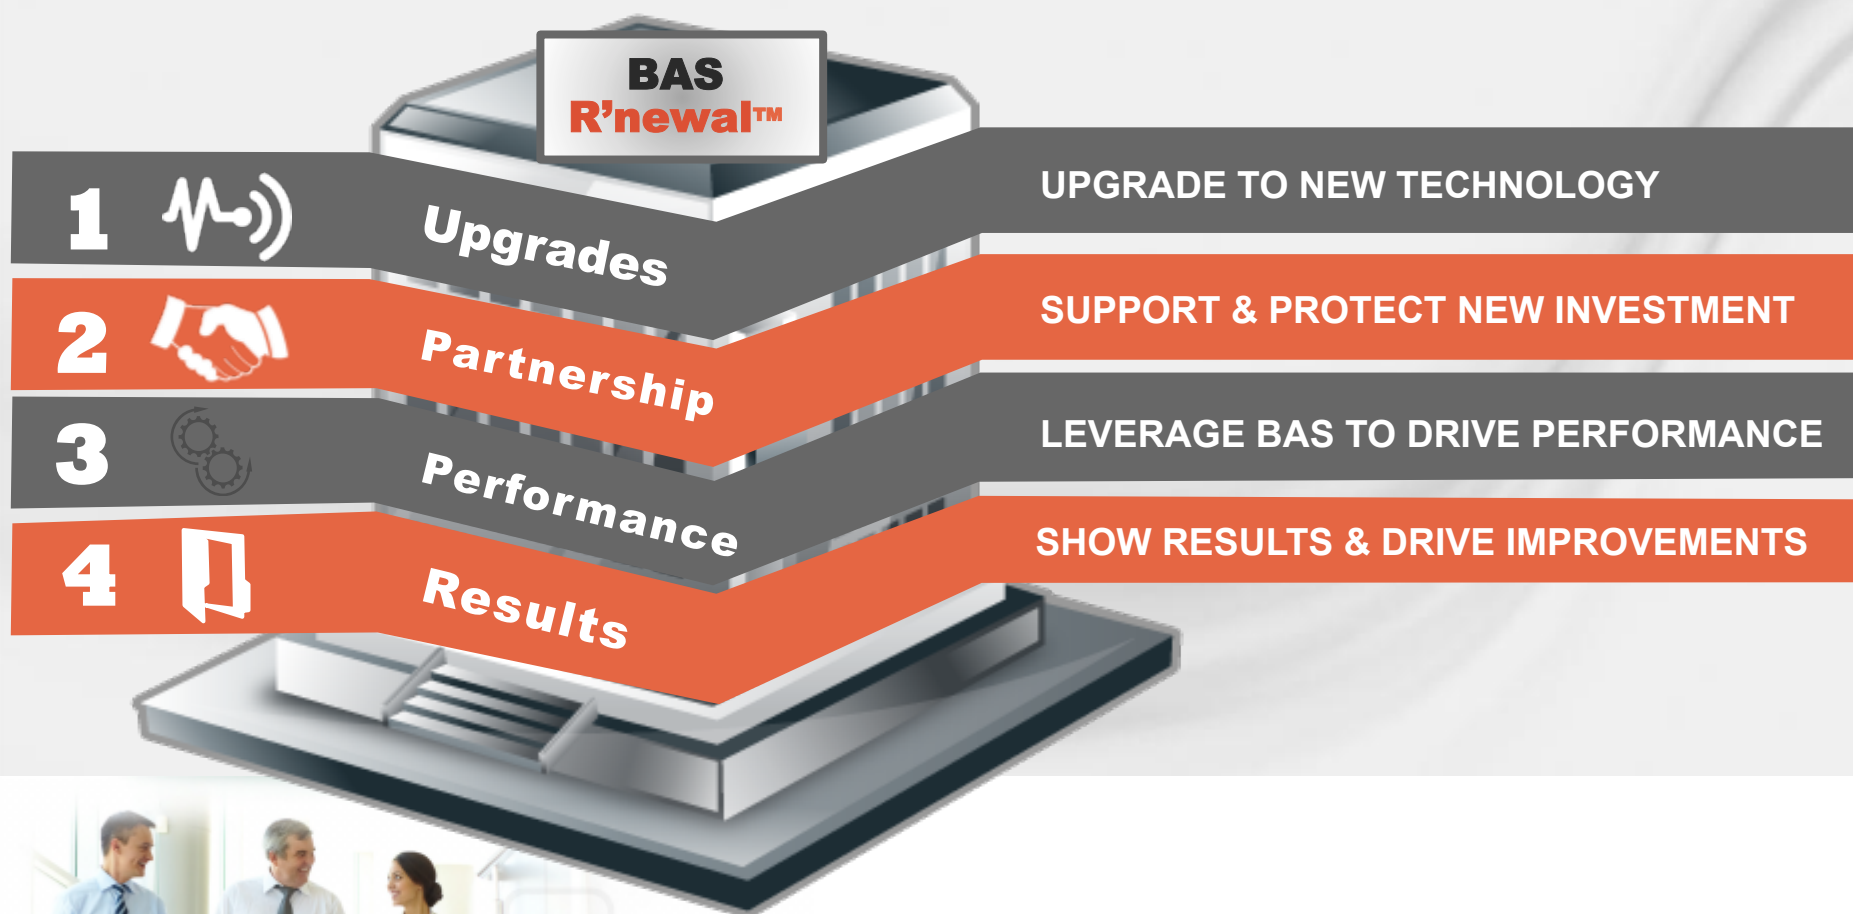 BAS
R’newal™
1 Upgrades UPGRADE TO NEW TECHNOLOGY
2 Partnership SUPPORT & PROTECT NEW INVESTMENT
3 Performance LEVERAGE BAS TO DRIVE PERFORMANCE
4 Results SHOW RESULTS & DRIVE IMPROVEMENTS